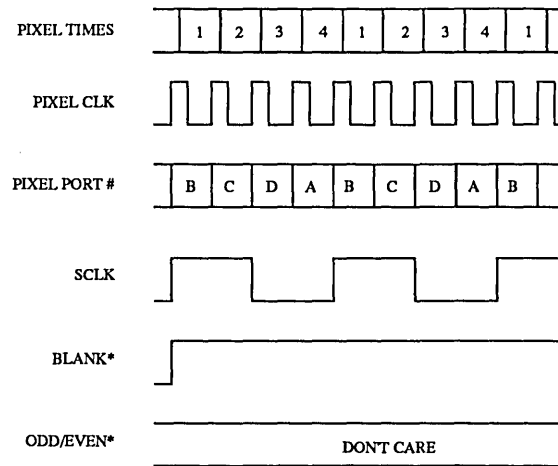 PIXEL TIMES 1 2 3 4 1 2 3 4 1
PIXEL CLK
PIXEL PORT # B C D A B C D A B
SCLK
BLANK*
ODD/EVEN* DON'T CARE